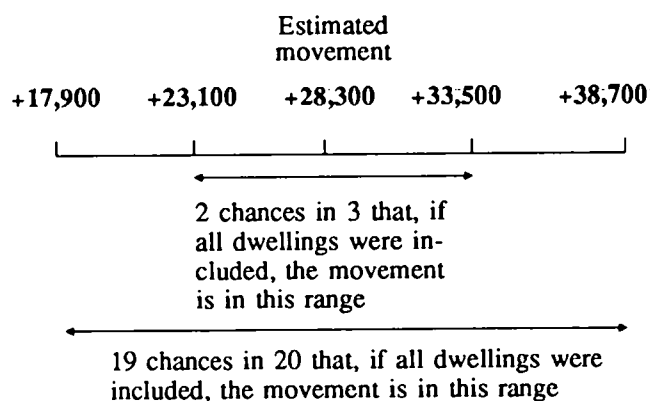 Estimated
movement
+17,900 +23,100 +28,300 +33,500 +38,700
2 chances in 3 that, if
all dwellings were in-
cluded, the movement
is in this range
19 chances in 20 that, if all dwellings were
included, the movement is in this range